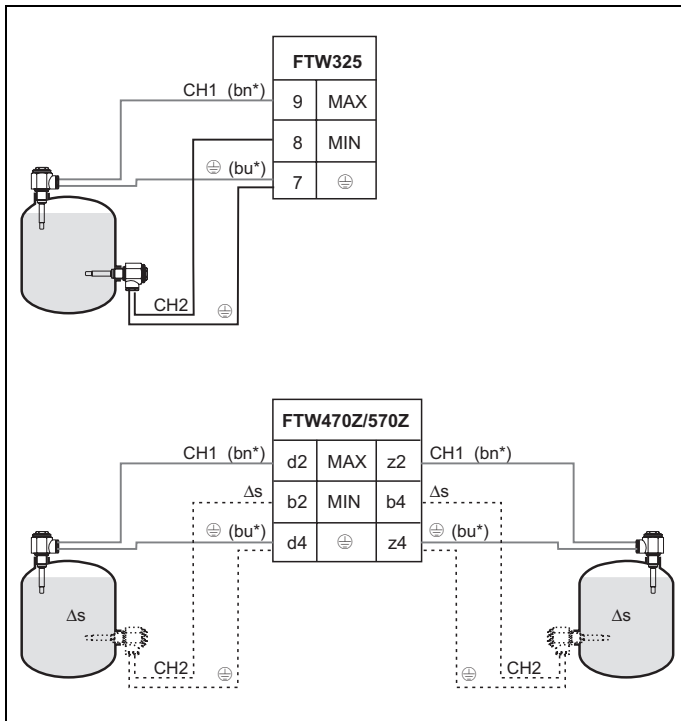 FTW325
CH1 (bn*) 9 MAX
8 MIN
⏚ (bu*) 7 ⏚
CH2 ⏚
FTW470Z/570Z
CH1 (bn*) d2 MAX z2 CH1 (bn*)
Δs b2 MIN b4 Δs
⏚ (bu*) d4 ⏚ z4 ⏚ (bu*)
Δs Δs
CH2 ⏚ ⏚ CH2